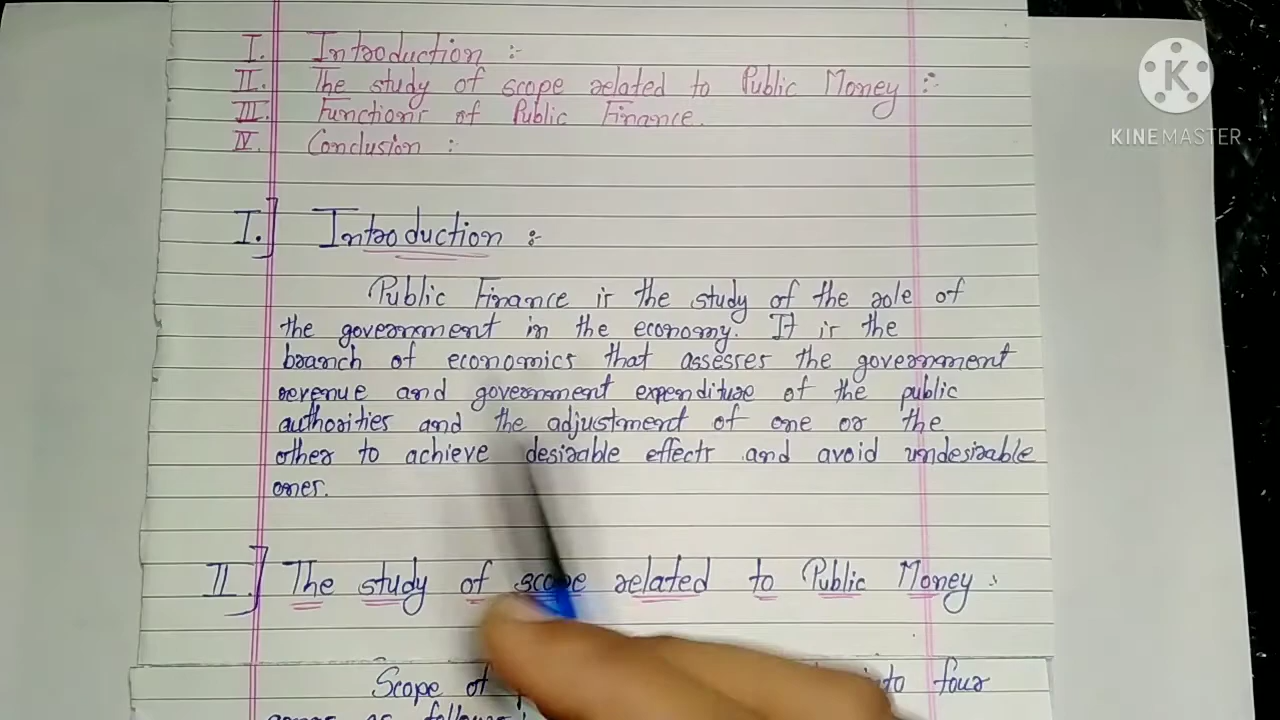 I. Introduction :-
II. The study of scope related to Public Money :-
III. Functions of Public Finance.
IV. Conclusion :
I.] Introduction :-
Public Finance is the study of the role of
the government in the economy. It is the
branch of economics that assesses the government
revenue and government expenditure of the public
authorities and the adjustment of one or the
other to achieve desirable effects and avoid undesirable
ones.
II.] The study of scope related to Public Money :
Scope of into four
as follows
K
KINEMASTER